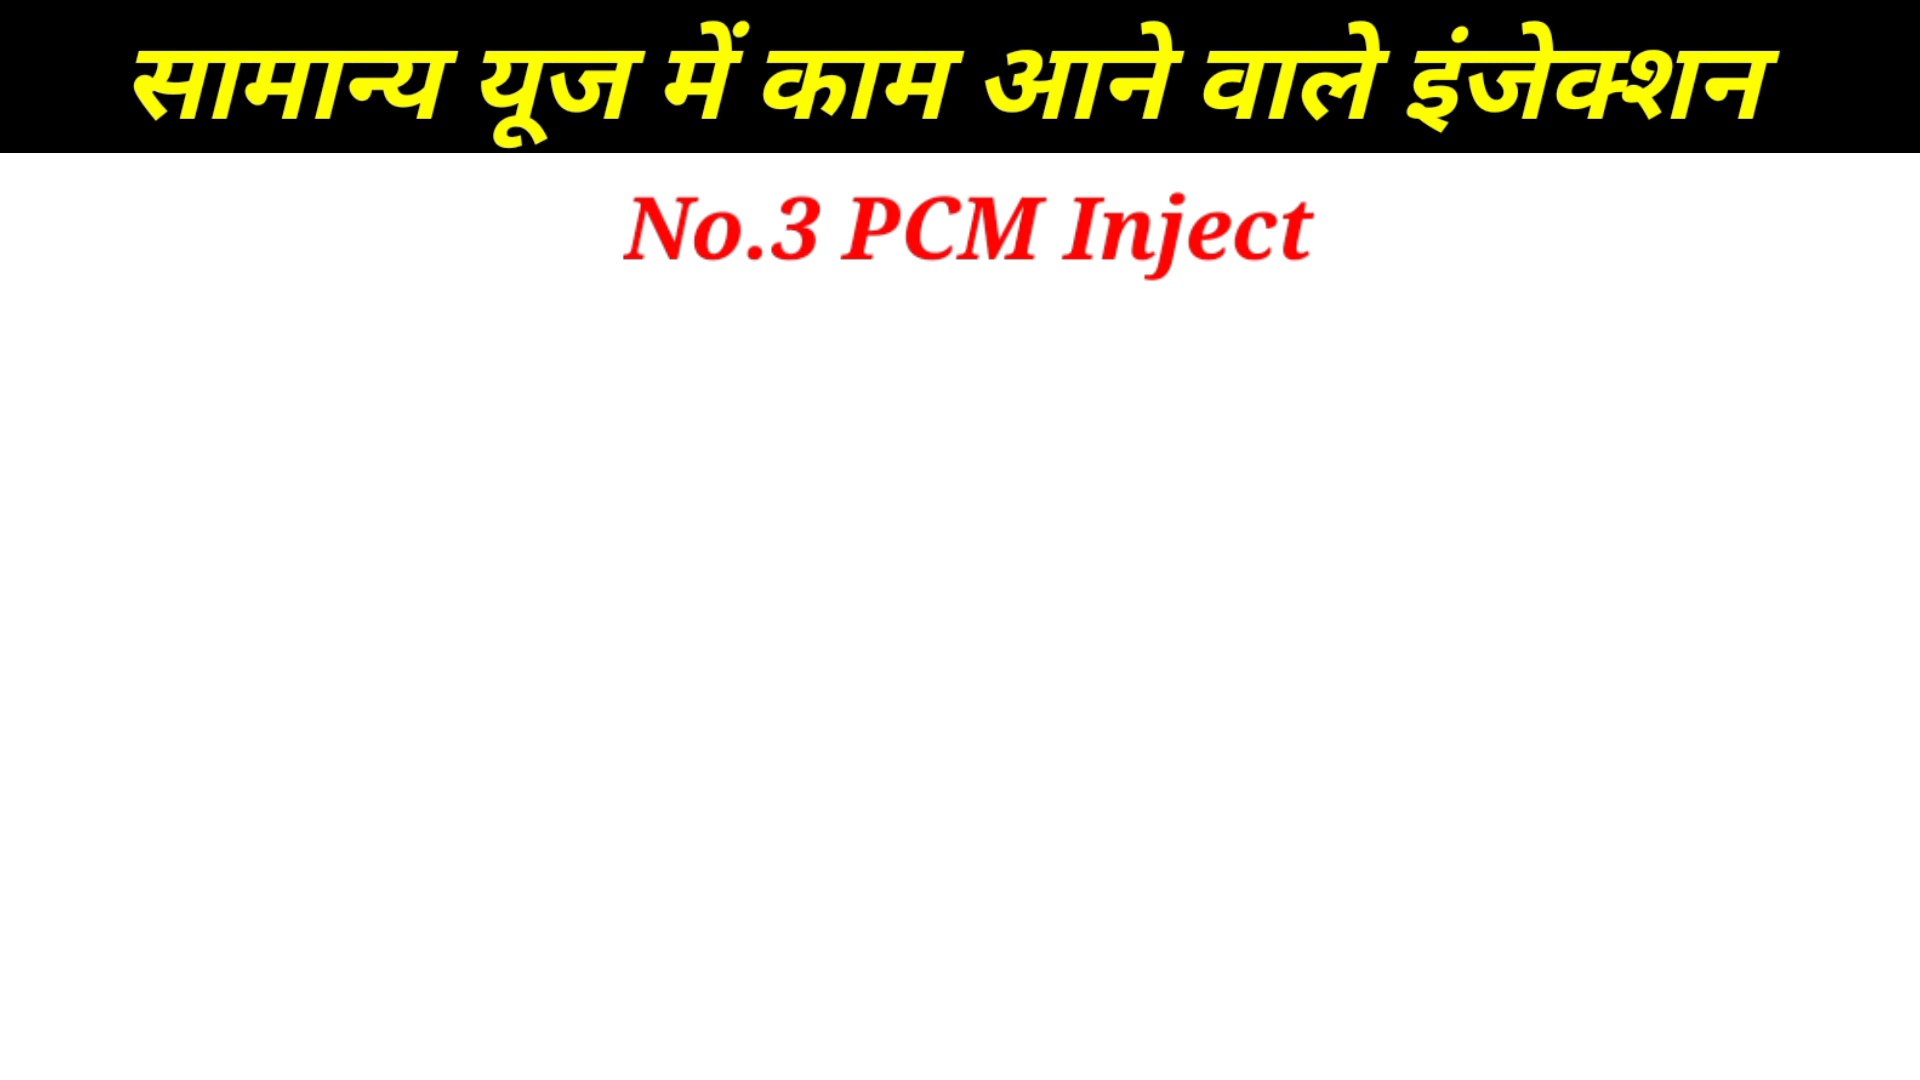 सामान्य यूज में काम आने वाले इंजेक्शन
No.3 PCM Inject